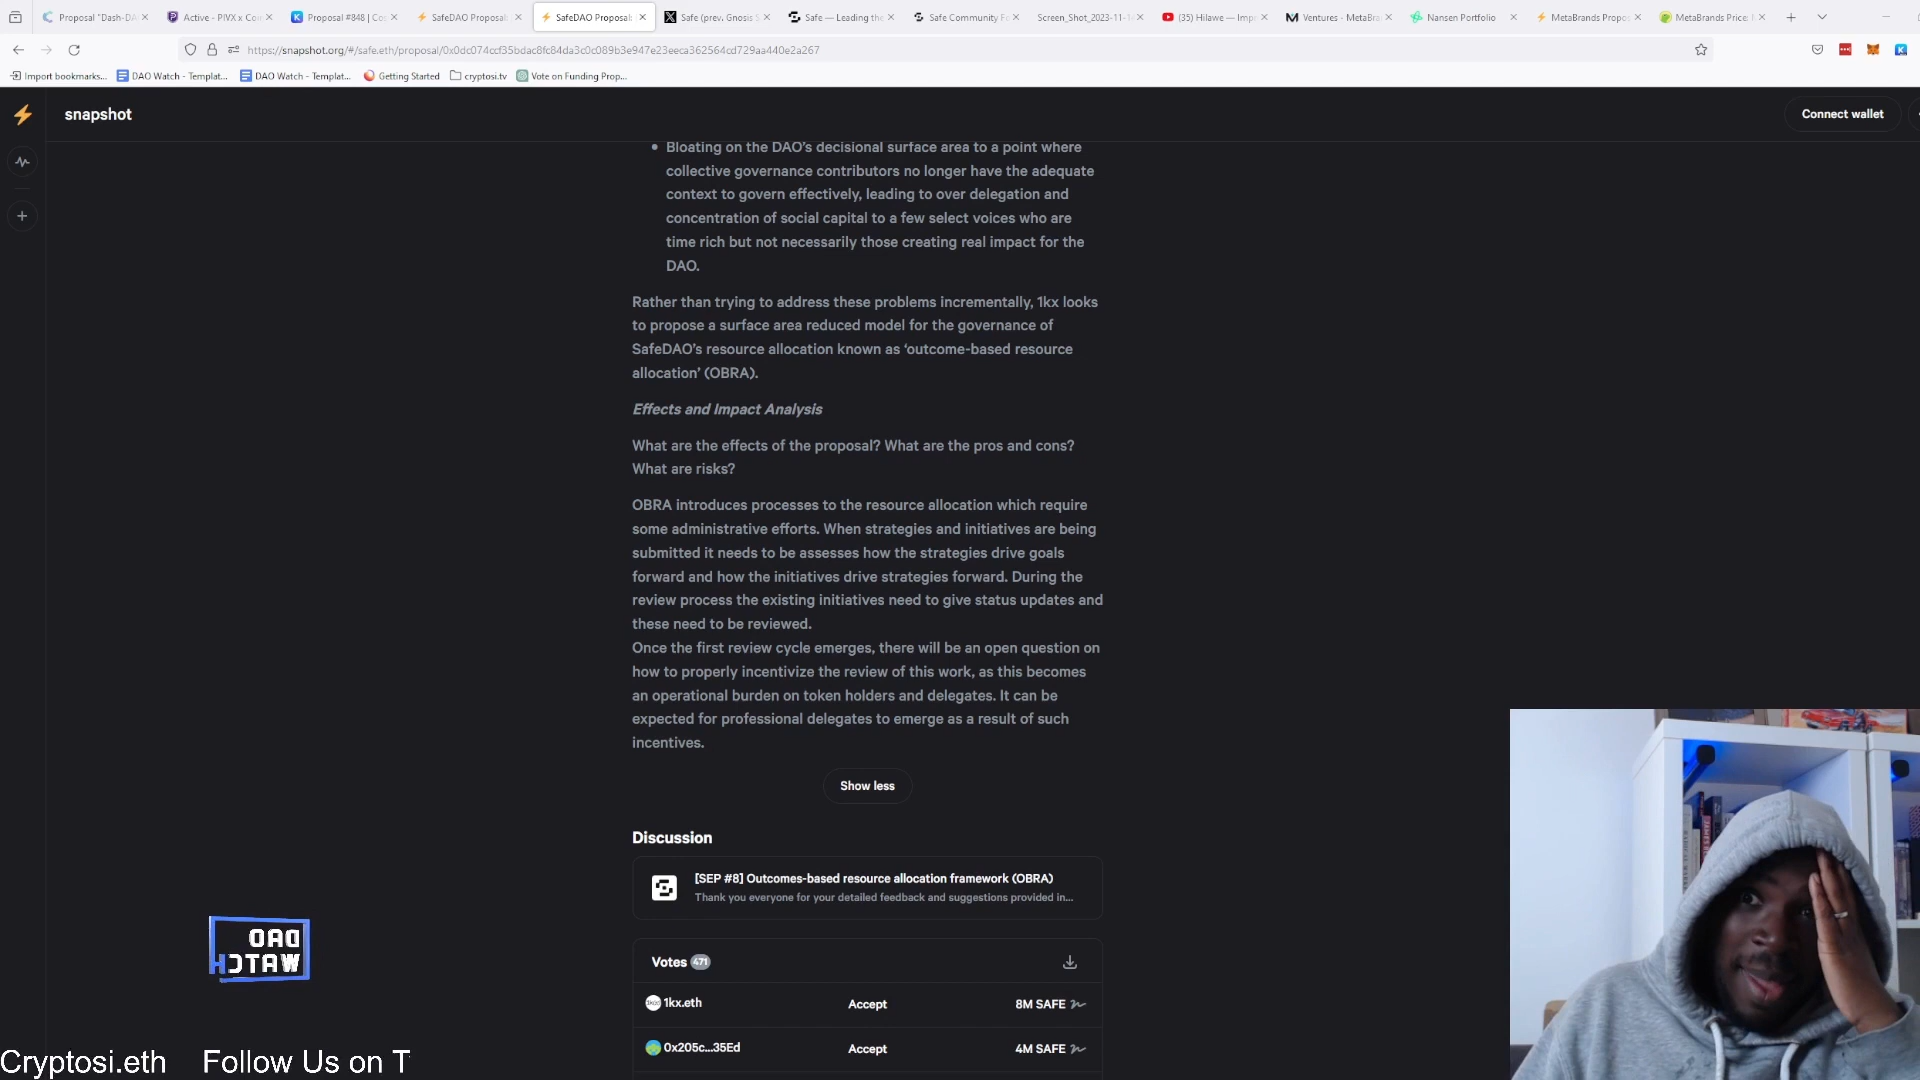 Proposal "Dash-DA
Active - PIVX x Coi
Proposal #848 | Cos
SafeDAO Proposal
SafeDAO Proposal
Safe (prev. Gnosis S
Safe — Leading the
Safe Community Fo
Screen_Shot_2023-11-1
(35) Hilawe — Impe
Ventures - MetaBra
Nansen Portfolio
MetaBrands Propo
MetaBrands Price:
https://snapshot.org/#/safe.eth/proposal/0x0dc074ccf35bdac8fc84da3c0c089b3e947e23eeca362564cd729aa440e2a267
Import bookmarks...
DAO Watch - Templat...
DAO Watch - Templat...
Getting Started
cryptosi.tv
Vote on Funding Prop...
snapshot
Connect wallet
• Bloating on the DAO's decisional surface area to a point where
collective governance contributors no longer have the adequate
context to govern effectively, leading to over delegation and
concentration of social capital to a few select voices who are
time rich but not necessarily those creating real impact for the
DAO.
Rather than trying to address these problems incrementally, 1kx looks
to propose a surface area reduced model for the governance of
SafeDAO's resource allocation known as ‘outcome-based resource
allocation’ (OBRA).
Effects and Impact Analysis
What are the effects of the proposal? What are the pros and cons?
What are risks?
OBRA introduces processes to the resource allocation which require
some administrative efforts. When strategies and initiatives are being
submitted it needs to be assesses how the strategies drive goals
forward and how the initiatives drive strategies forward. During the
review process the existing initiatives need to give status updates and
these need to be reviewed.
Once the first review cycle emerges, there will be an open question on
how to properly incentivize the review of this work, as this becomes
an operational burden on token holders and delegates. It can be
expected for professional delegates to emerge as a result of such
incentives.
Show less
Discussion
[SEP #8] Outcomes-based resource allocation framework (OBRA)
Thank you everyone for your detailed feedback and suggestions provided in...
Votes 471
1kx.eth Accept 8M SAFE
0x205c...35Ed Accept 4M SAFE
DAO
WATCH
Cryptosi.eth Follow Us on T